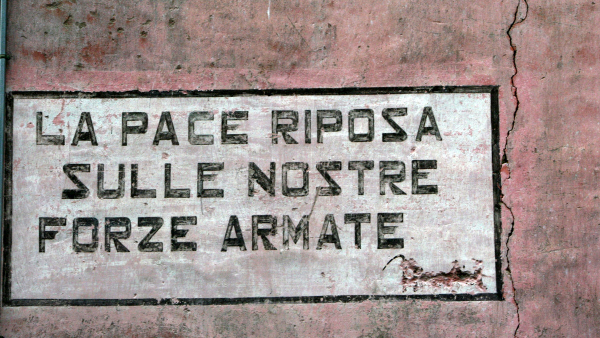 LA PACE RIPOSA
SULLE NOSTRE
FORZE ARMATE